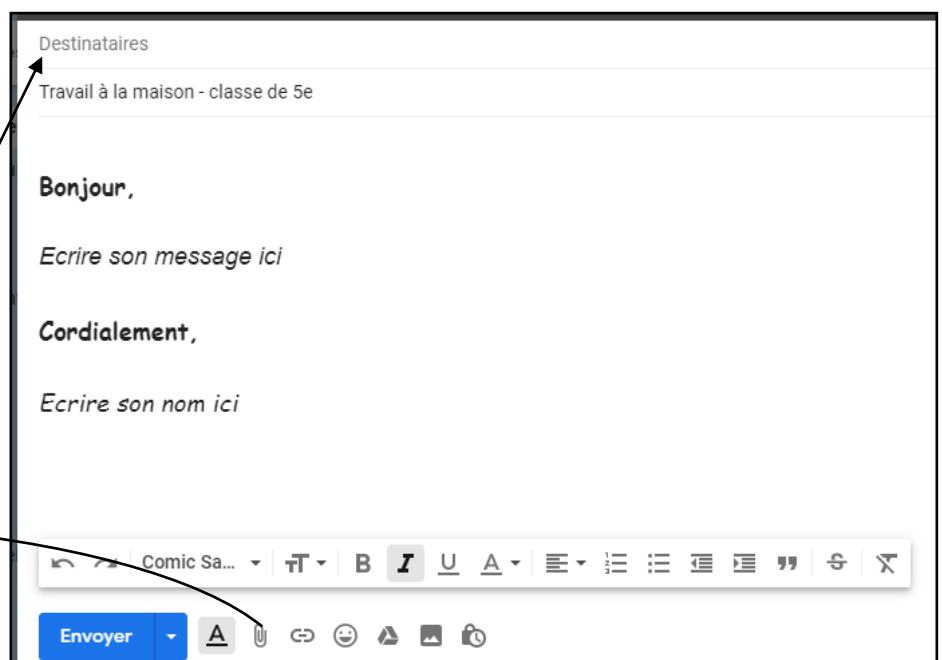 Destinataires
Travail à la maison - classe de 5e
Bonjour,
Ecrire son message ici
Cordialement,
Ecrire son nom ici
Comic Sa... B I U A
Envoyer A